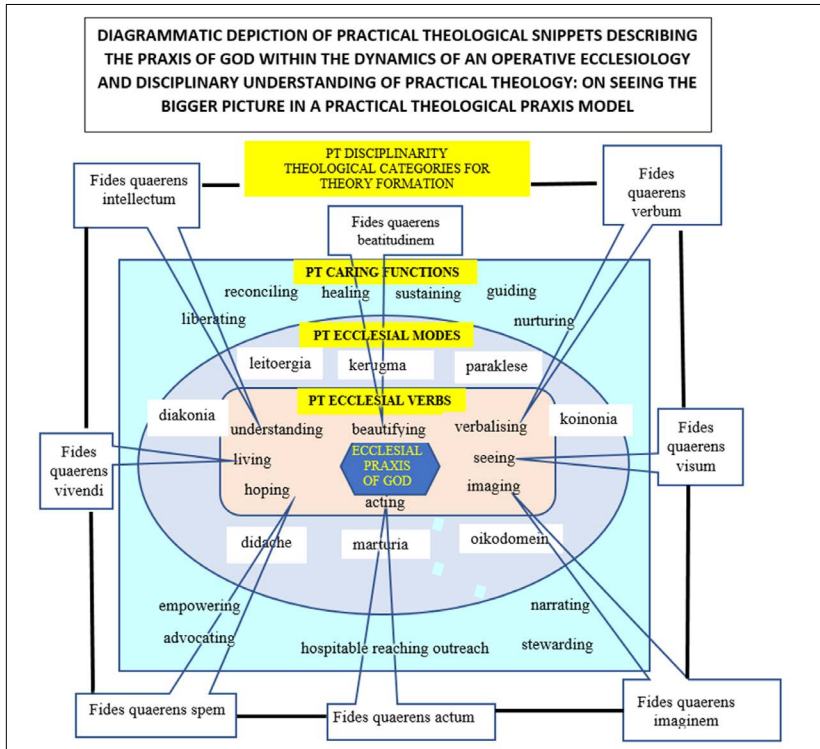 DIAGRAMMATIC DEPICTION OF PRACTICAL THEOLOGICAL SNIPPETS DESCRIBING
THE PRAXIS OF GOD WITHIN THE DYNAMICS OF AN OPERATIVE ECCLESIOLOGY
AND DISCIPLINARY UNDERSTANDING OF PRACTICAL THEOLOGY: ON SEEING THE
BIGGER PICTURE IN A PRACTICAL THEOLOGICAL PRAXIS MODEL
PT DISCIPLINARITY
THEOLOGICAL CATEGORIES FOR
THEORY FORMATION
Fides quaerens
intellectum
Fides
quaerens
verbum
Fides quaerens
beatitudinem
PT CARING FUNCTIONS
reconciling
healing
sustaining
guiding
liberating
nurturing
PT ECCLESIAL MODES
leitoergia
kerugma
paraklese
PT ECCLESIAL VERBS
diakonia
koinonia
understanding
beautifying
verbalising
Fides
quaerens
vivendi
living
ECCLESIAL
PRAXIS
OF GOD
seeing
Fides
quaerens
visum
hoping
imaging
acting
didache
marturia
oikodomein
empowering
narrating
advocating
hospitable reaching outreach
stewarding
Fides quaerens spem
Fides quaerens actum
Fides quaerens
imaginem